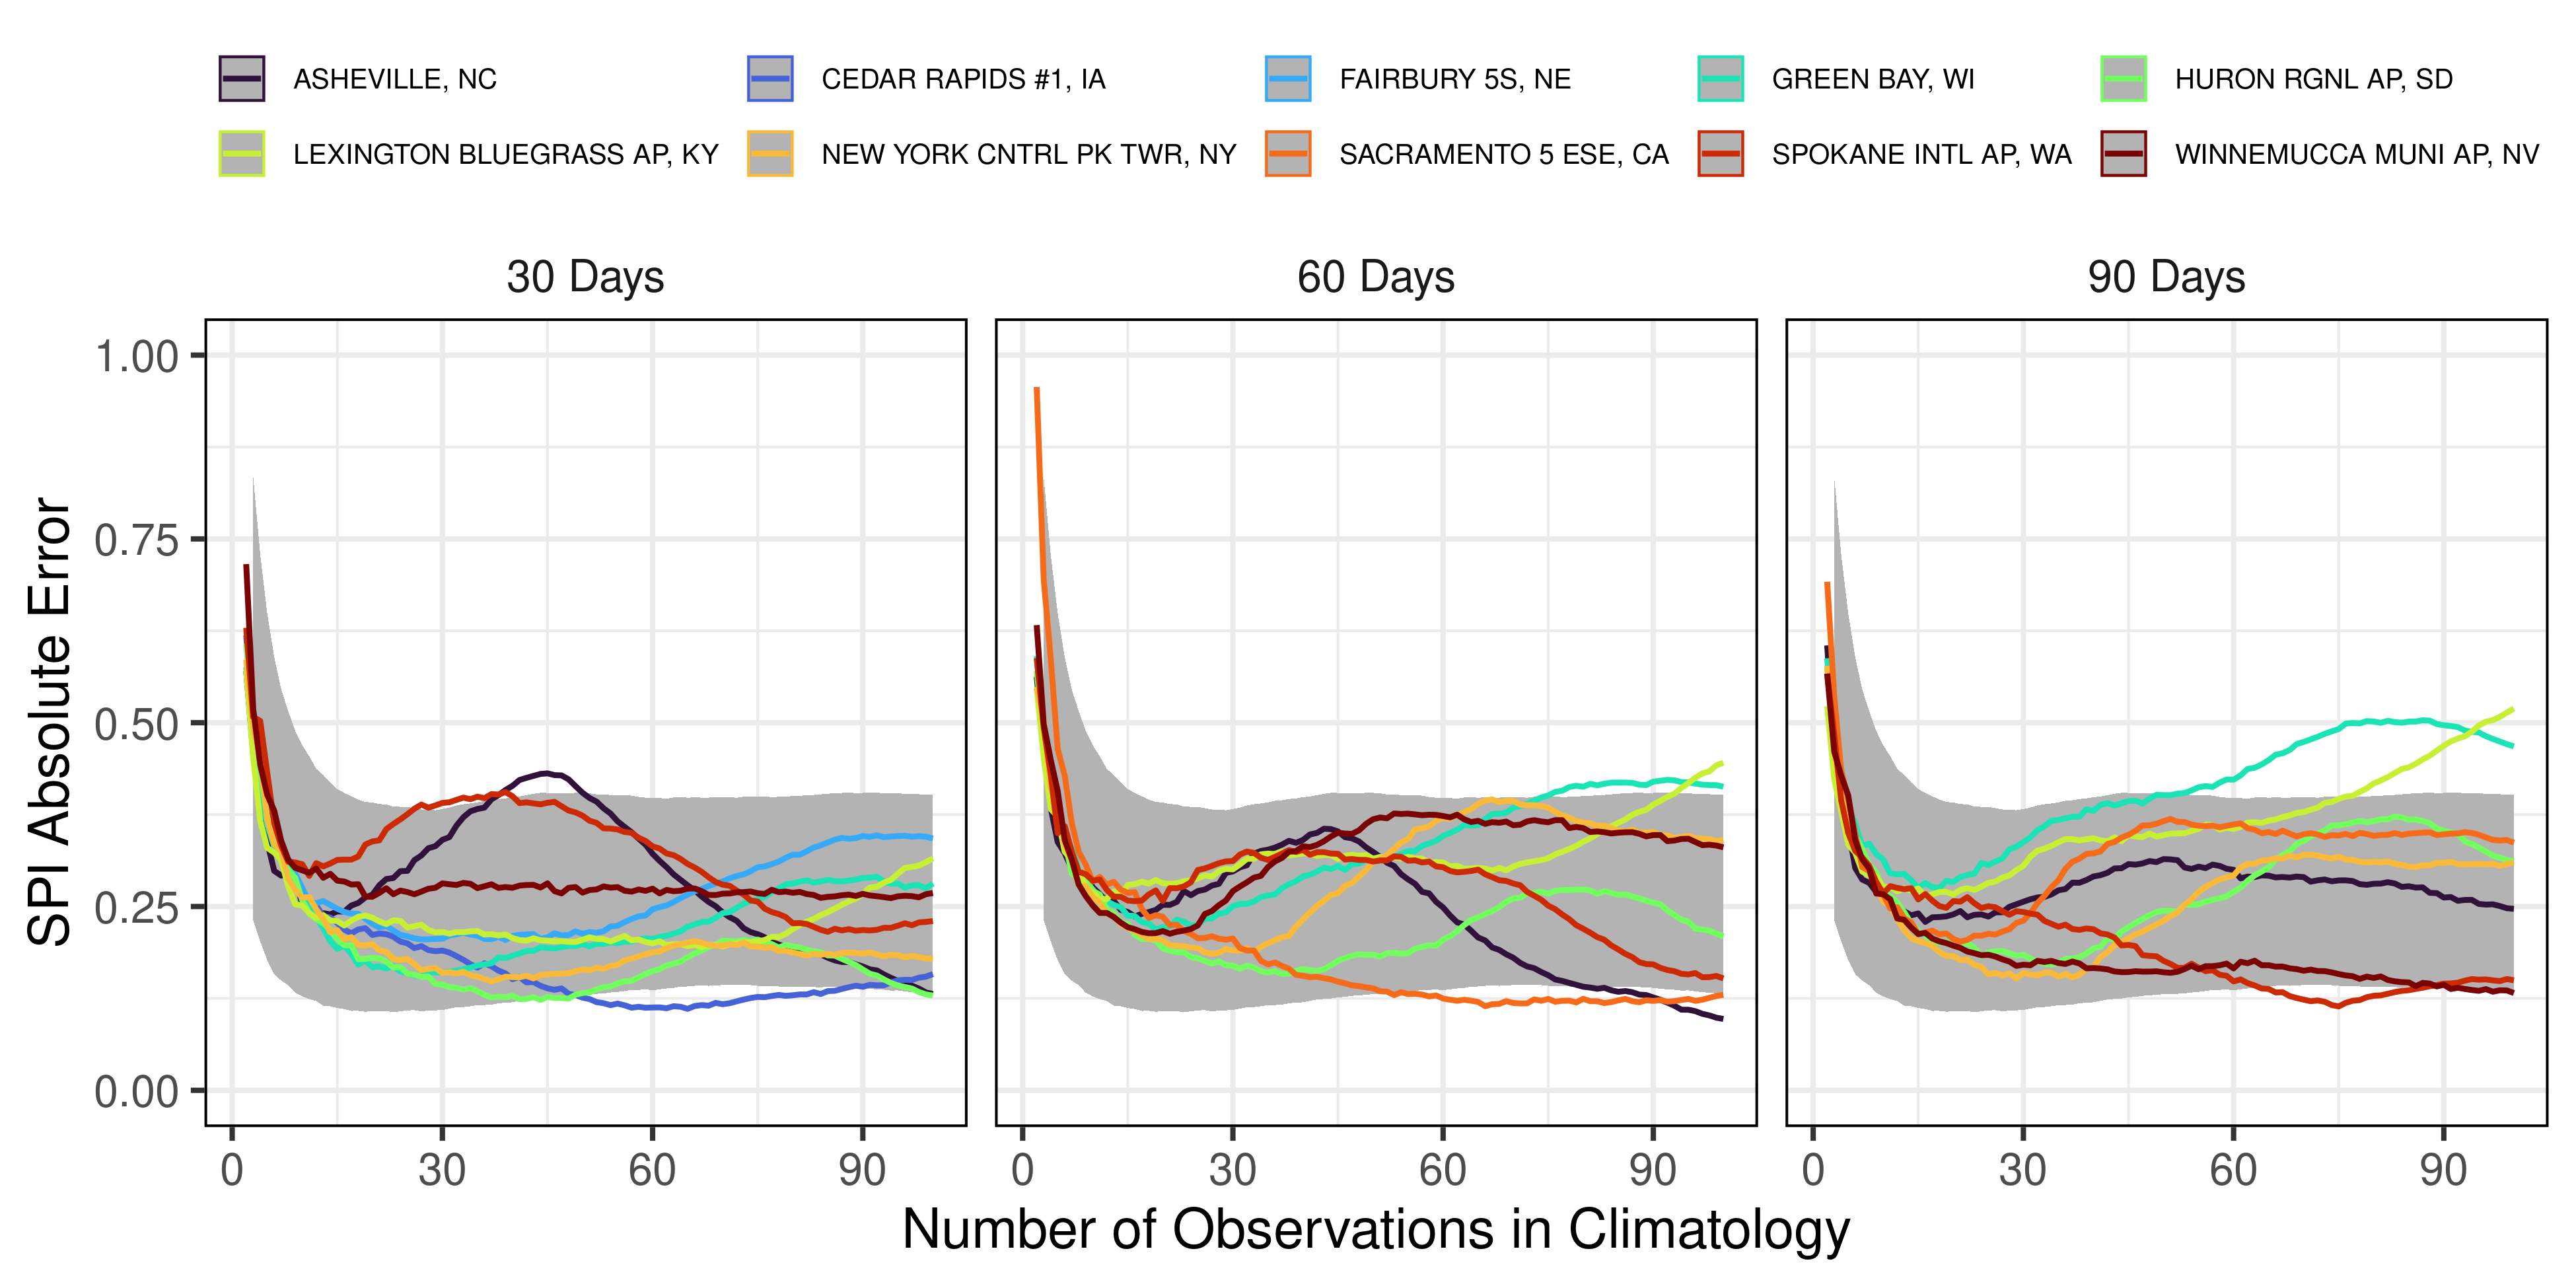 ASHEVILLE, NC CEDAR RAPIDS #1, IA FAIRBURY 5S, NE GREEN BAY, WI HURON RGNL AP, SD
LEXINGTON BLUEGRASS AP, KY NEW YORK CNTRL PK TWR, NY SACRAMENTO 5 ESE, CA SPOKANE INTL AP, WA WINNEMUCCA MUNI AP, NV
30 Days 60 Days 90 Days
SPI Absolute Error
1.00
0.75
0.50
0.25
0.00
0 30 60 90 0 30 60 90 0 30 60 90
Number of Observations in Climatology